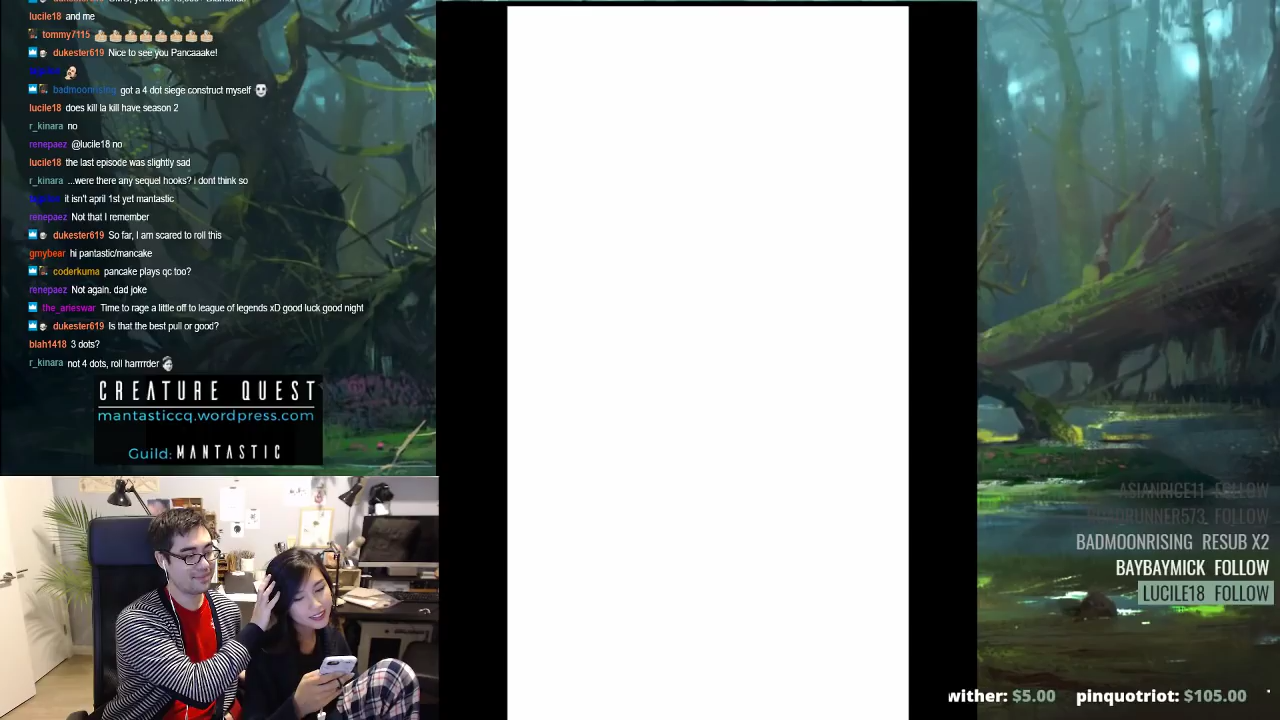 lucile18 and me
tommy7115
dukester619 Nice to see you Pancaaake!
badmoonrising got a 4 dot siege construct myself
lucile18 does kill la kill have season 2
r_kinara no
renepaez @lucile18 no
lucile18 the last episode was slightly sad
r_kinara ...were there any sequel hooks? i dont think so
it isn't april 1st yet mantastic
renepaez Not that I remember
dukester619 So far, I am scared to roll this
gmybear hi pantastic/mancake
coderkuma pancake plays qc too?
renepaez Not again. dad joke
the_arieswar Time to rage a little off to league of legends xD good luck good night
dukester619 Is that the best pull or good?
blah1418 3 dots?
r_kinara not 4 dots, roll harrrrder
CREATURE QUEST
mantasticcq.wordpress.com
Guild: MANTASTIC
ASIANRICE11 FOLLOW
FOLLOW
BADMOONRISING RESUB X2
BAYBAYMICK FOLLOW
LUCILE18 FOLLOW
wither: $5.00 pinquotriot: $105.00